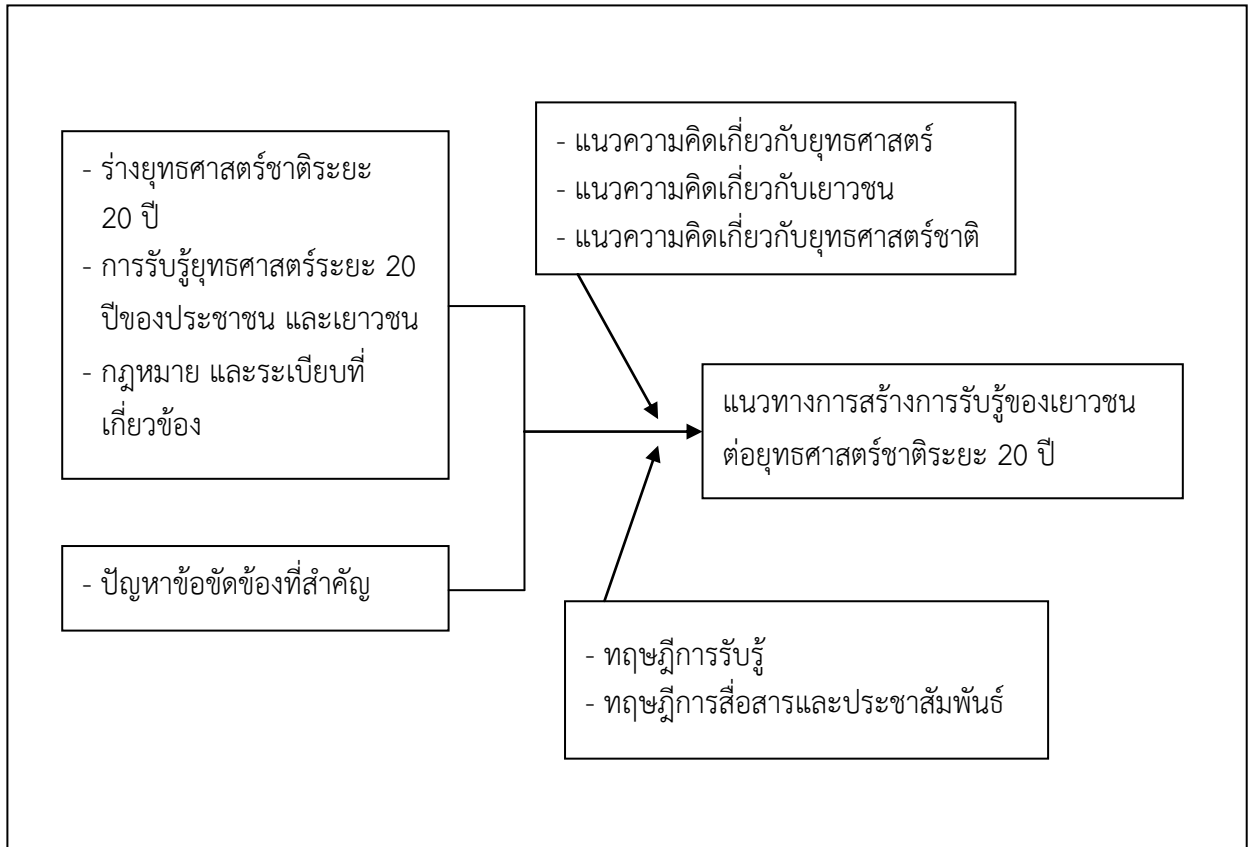 - ร่างยุทธศาสตร์ชาติระยะ
20 ปี
- การรับรู้ยุทธศาสตร์ระยะ 20
ปีของประชาชน และเยาวชน
- กฎหมาย และระเบียบที่
เกี่ยวข้อง
- ปัญหาข้อขัดข้องที่สำคัญ
- แนวความคิดเกี่ยวกับยุทธศาสตร์
- แนวความคิดเกี่ยวกับเยาวชน
- แนวความคิดเกี่ยวกับยุทธศาสตร์ชาติ
แนวทางการสร้างการรับรู้ของเยาวชน
ต่อยุทธศาสตร์ชาติระยะ 20 ปี
- ทฤษฎีการรับรู้
- ทฤษฎีการสื่อสารและประชาสัมพันธ์